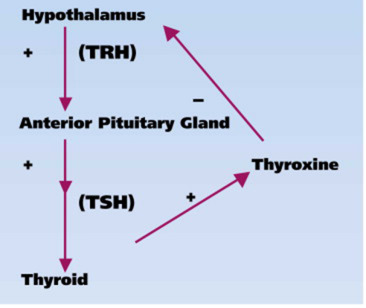 Hypothalamus
+ (TRH)
−
Anterior Pituitary Gland
+
Thyroxine
+
(TSH)
Thyroid